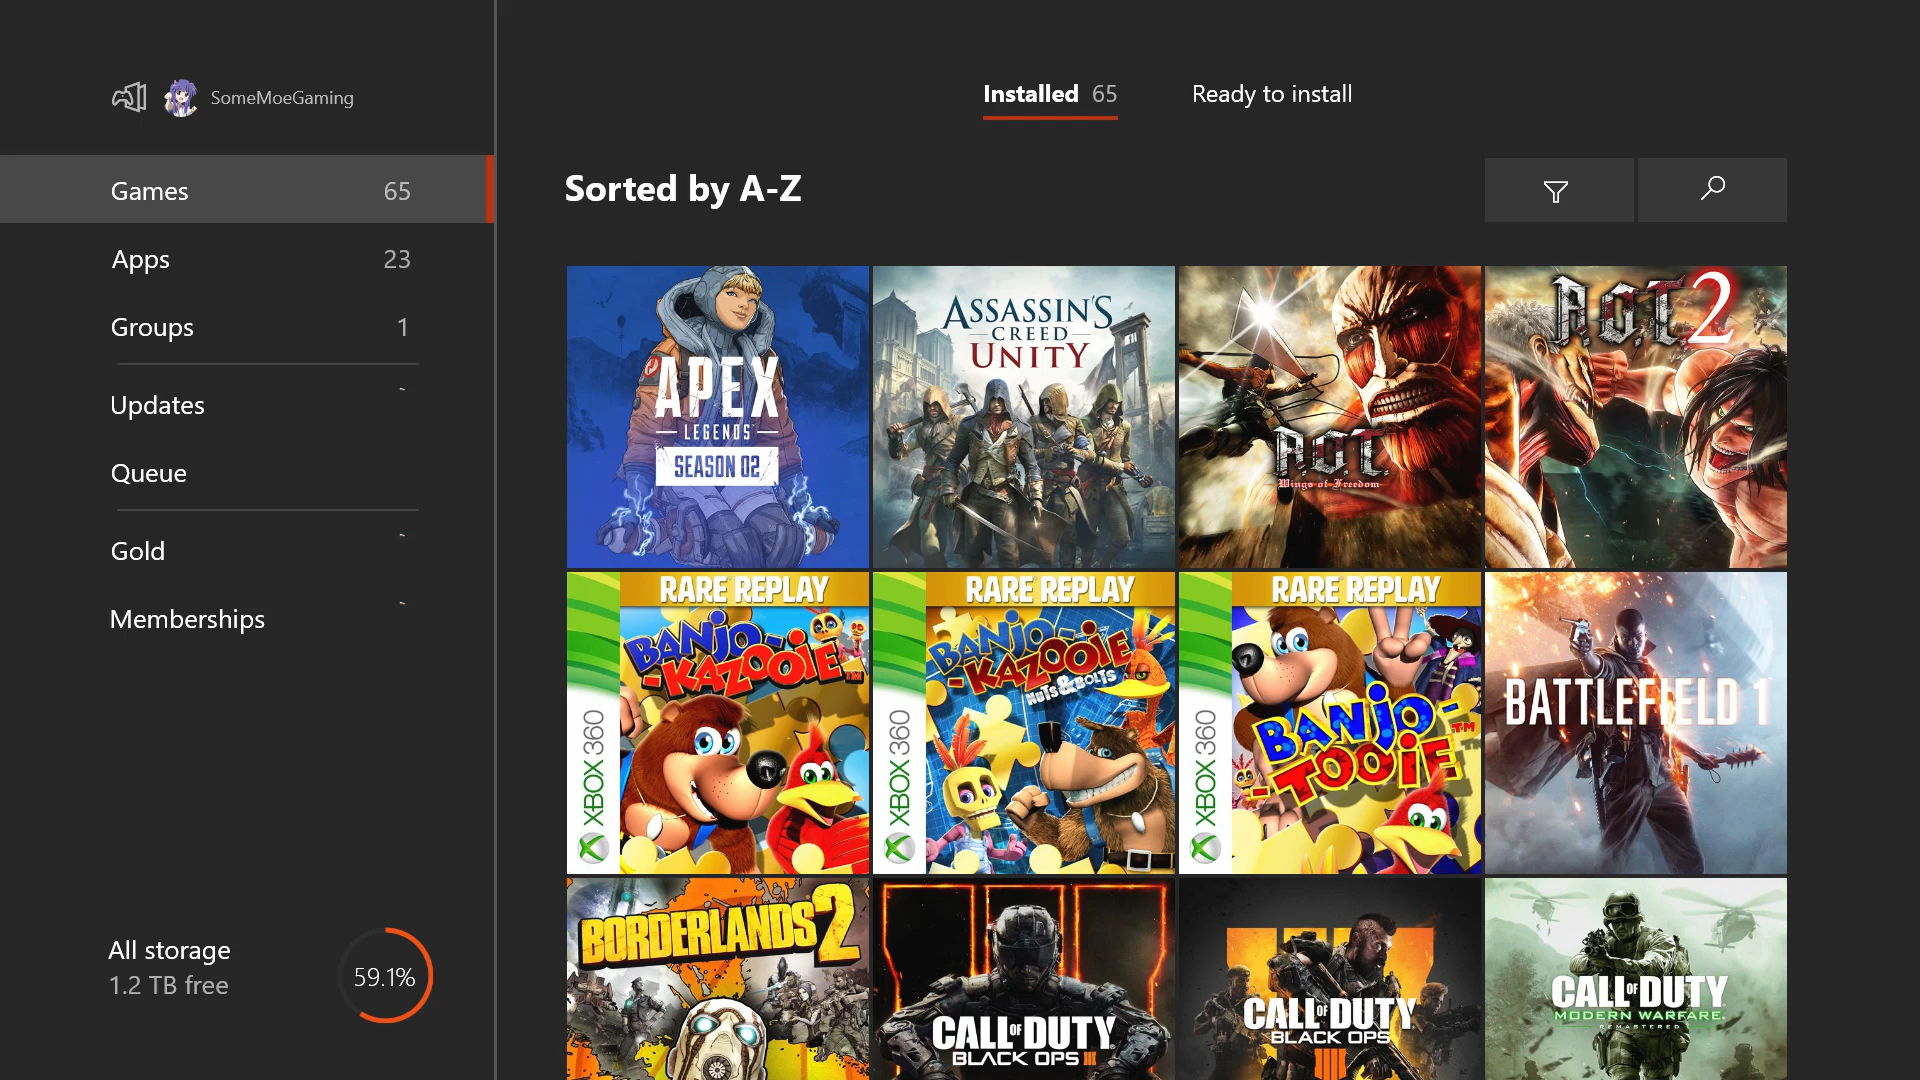 SomeMoeGaming
Games 65
Apps 23
Groups 1
Updates
Queue
Gold
Memberships
All storage
1.2 TB free
59.1%
Installed 65
Ready to install
Sorted by A-Z
APEX
LEGENDS
SEASON 02
ASSASSIN'S
CREED
UNITY
A.O.T.
Wings of Freedom
A.O.T. 2
RARE REPLAY
BANJO-
-KAZOOIE™
XBOX 360
RARE REPLAY
BANJO-
-KAZOOIE
NUTS & BOLTS
XBOX 360
RARE REPLAY
BANJO-
-TOOIE™
XBOX 360
BATTLEFIELD 1
BORDERLANDS 2
CALL OF DUTY
BLACK OPS III
CALL OF DUTY
BLACK OPS
IIII
CALL OF DUTY
MODERN WARFARE
REMASTERED